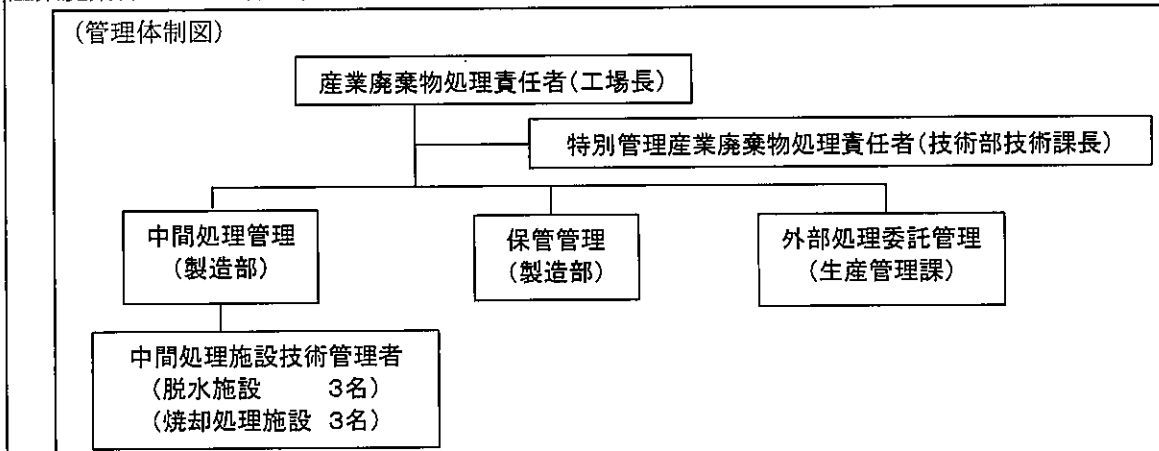 (管理体制図)
産業廃棄物処理責任者(工場長)
特別管理産業廃棄物処理責任者(技術部技術課長)
中間処理管理
(製造部)
保管管理
(製造部)
外部処理委託管理
(生産管理課)
中間処理施設技術管理者
(脱水施設 3名)
(焼却処理施設 3名)